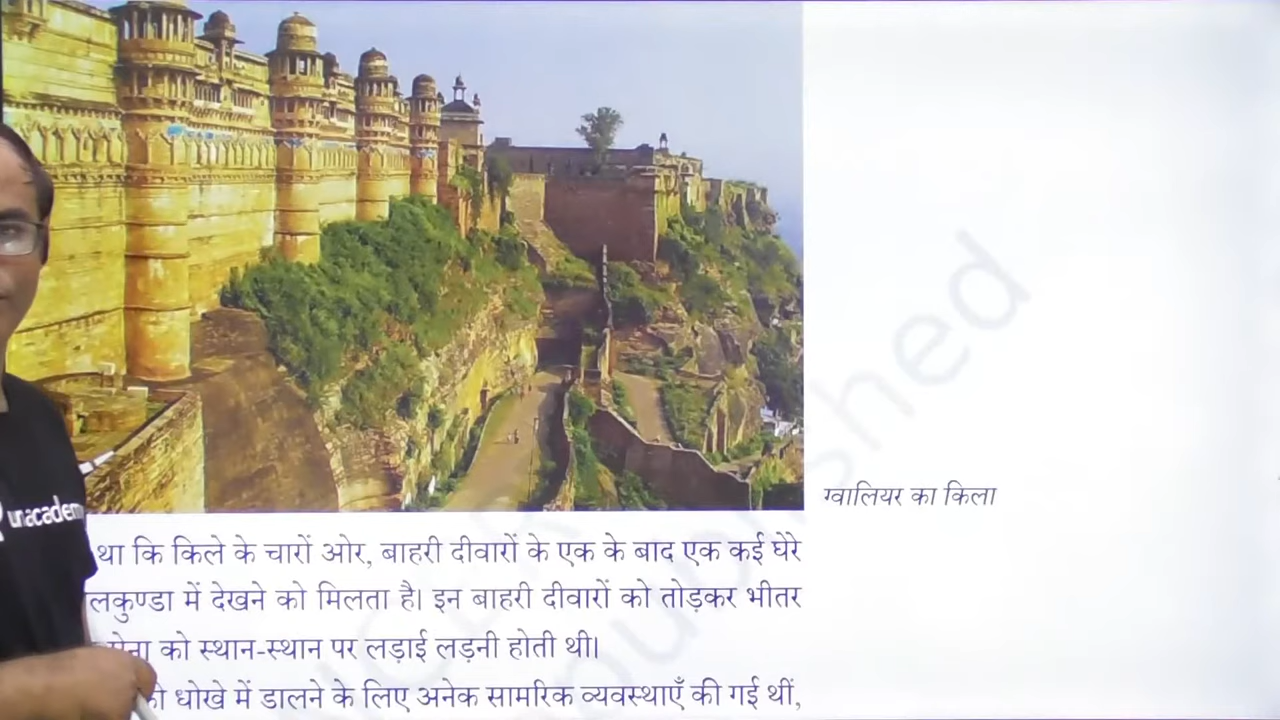 ग्वालियर का किला
था कि किले के चारों ओर, बाहरी दीवारों के एक के बाद एक कई घेरे
लकुण्डा में देखने को मिलता है। इन बाहरी दीवारों को तोड़कर भीतर
को स्थान-स्थान पर लड़ाई लड़नी होती थी।
धोखे में डालने के लिए अनेक सामरिक व्यवस्थाएँ की गई थीं,
unacadem